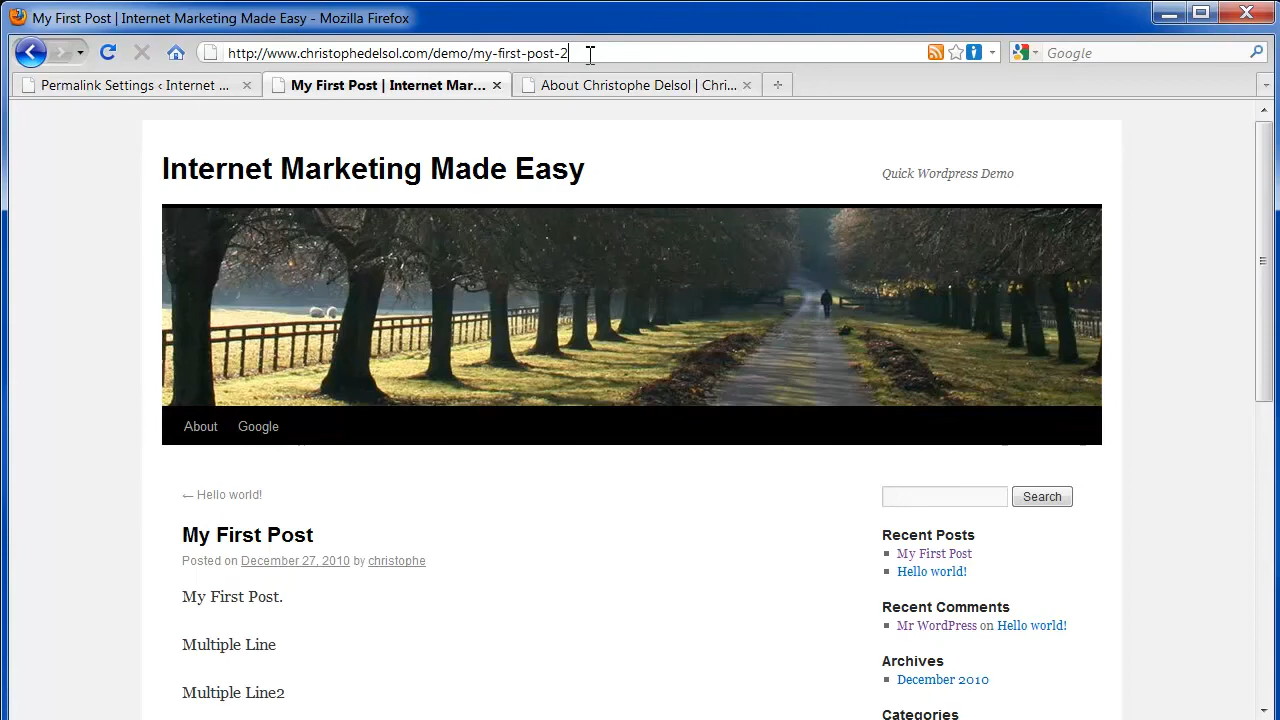 My First Post | Internet Marketing Made Easy - Mozilla Firefox
http://www.christophedelsol.com/demo/my-first-post-2
Google
Permalink Settings ‹ Internet ...
My First Post | Internet Mar...
About Christophe Delsol | Chri...
Internet Marketing Made Easy
Quick Wordpress Demo
About
Google
← Hello world!
Search
My First Post
Posted on December 27, 2010 by christophe
My First Post.
Multiple Line
Multiple Line2
Recent Posts
My First Post
Hello world!
Recent Comments
Mr WordPress on Hello world!
Archives
December 2010
Categories